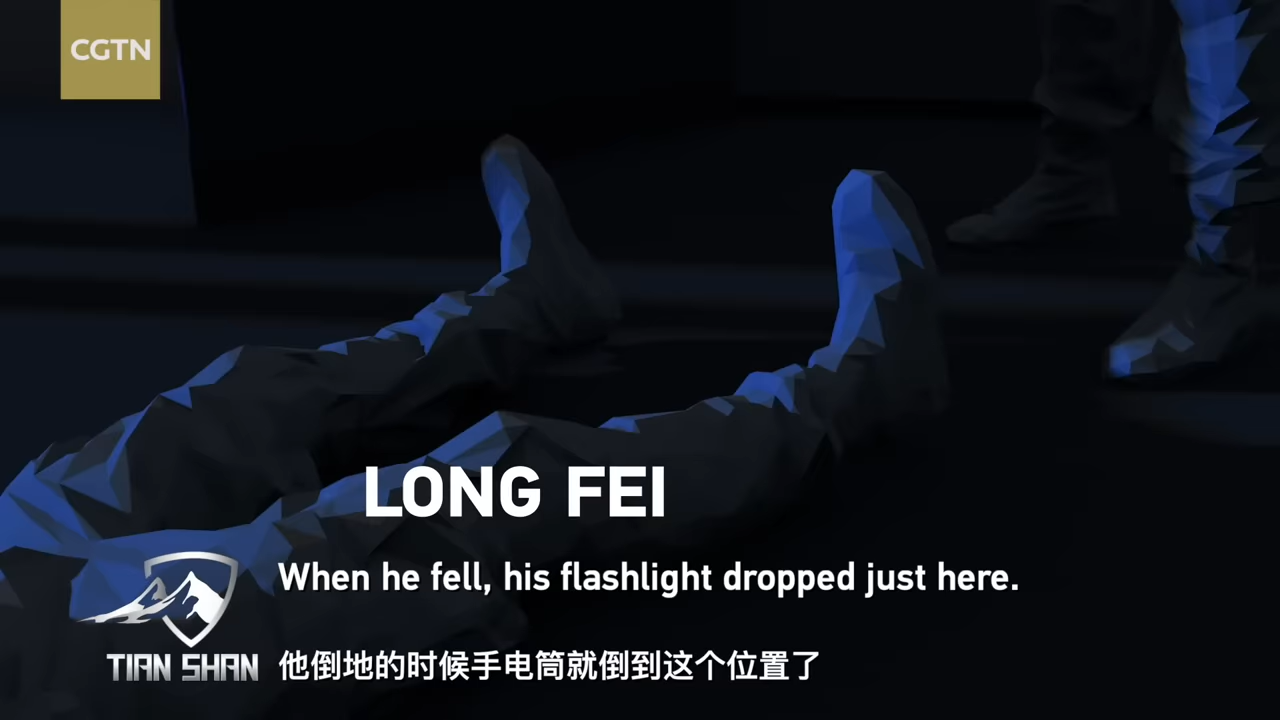 CGTN
LONG FEI
When he fell, his flashlight dropped just here.
TIAN SHAN
他倒地的时候手电筒就倒到这个位置了